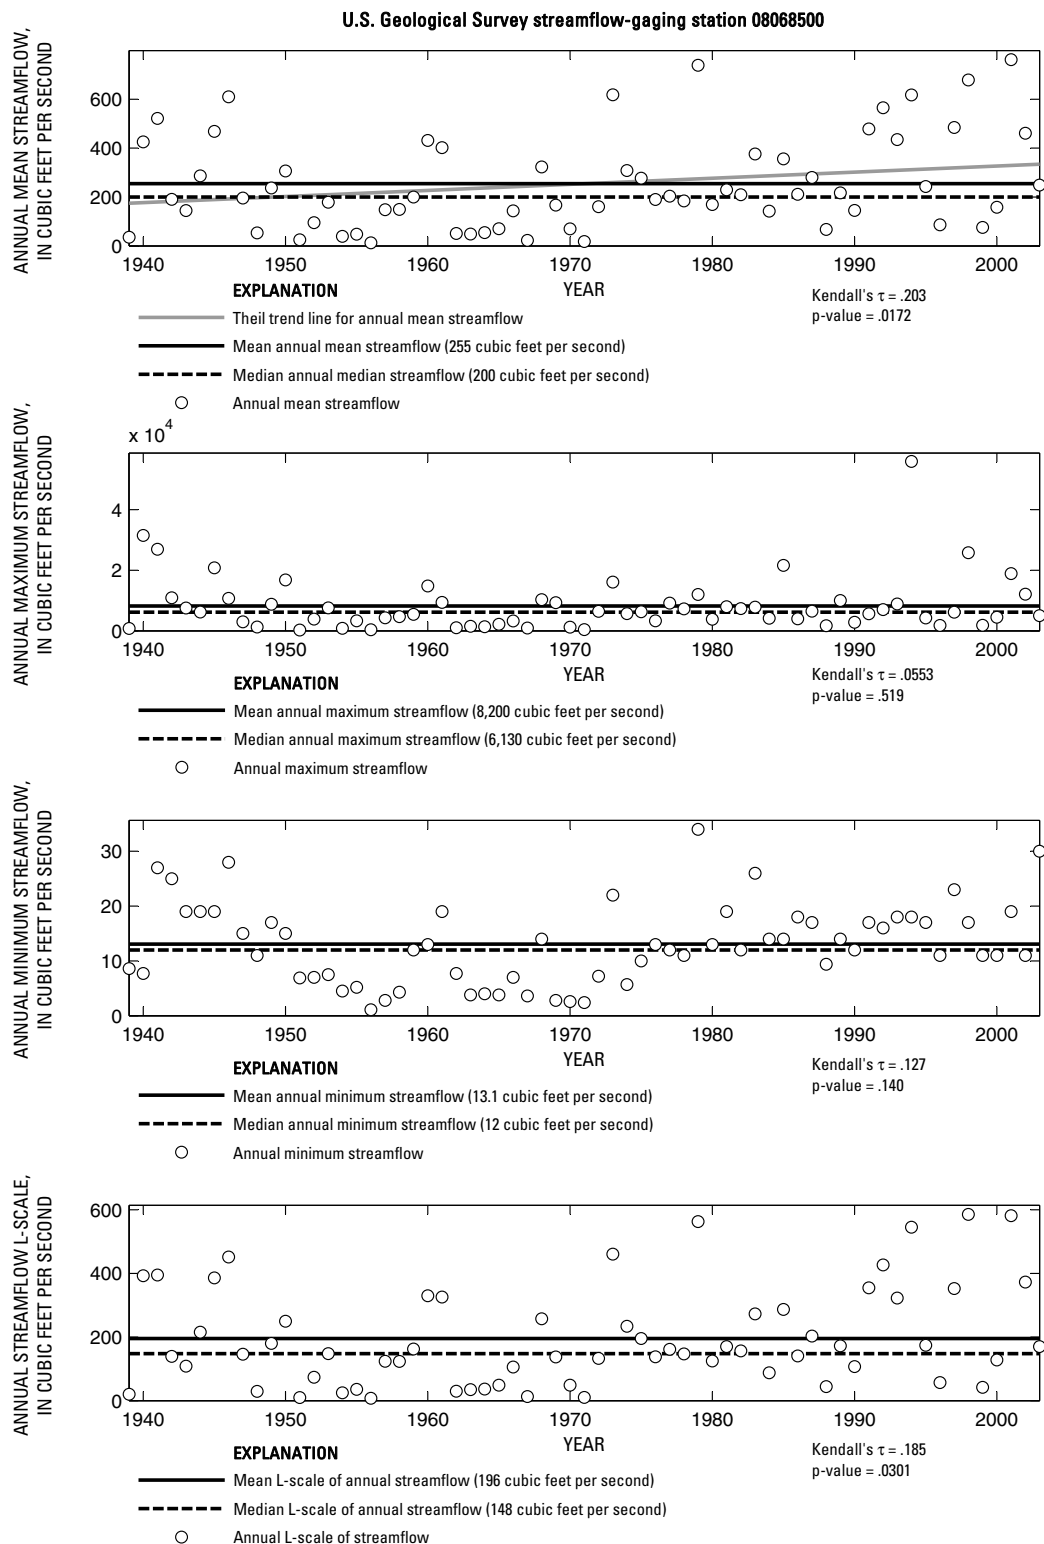 U.S. Geological Survey streamflow-gaging station 08068500
ANNUAL MEAN STREAMFLOW,
IN CUBIC FEET PER SECOND
600
400
200
0
1940 1950 1960 1970 1980 1990 2000
YEAR
EXPLANATION
Theil trend line for annual mean streamflow
Mean annual mean streamflow (255 cubic feet per second)
Median annual median streamflow (200 cubic feet per second)
Annual mean streamflow
Kendall's τ = .203
p-value = .0172
ANNUAL MAXIMUM STREAMFLOW,
IN CUBIC FEET PER SECOND
x 10^4
4
2
0
1940 1950 1960 1970 1980 1990 2000
YEAR
EXPLANATION
Mean annual maximum streamflow (8,200 cubic feet per second)
Median annual maximum streamflow (6,130 cubic feet per second)
Annual maximum streamflow
Kendall's τ = .0553
p-value = .519
ANNUAL MINIMUM STREAMFLOW,
IN CUBIC FEET PER SECOND
30
20
10
0
1940 1950 1960 1970 1980 1990 2000
YEAR
EXPLANATION
Mean annual minimum streamflow (13.1 cubic feet per second)
Median annual minimum streamflow (12 cubic feet per second)
Annual minimum streamflow
Kendall's τ = .127
p-value = .140
ANNUAL STREAMFLOW L-SCALE,
IN CUBIC FEET PER SECOND
600
400
200
0
1940 1950 1960 1970 1980 1990 2000
YEAR
EXPLANATION
Mean L-scale of annual streamflow (196 cubic feet per second)
Median L-scale of annual streamflow (148 cubic feet per second)
Annual L-scale of streamflow
Kendall's τ = .185
p-value = .0301